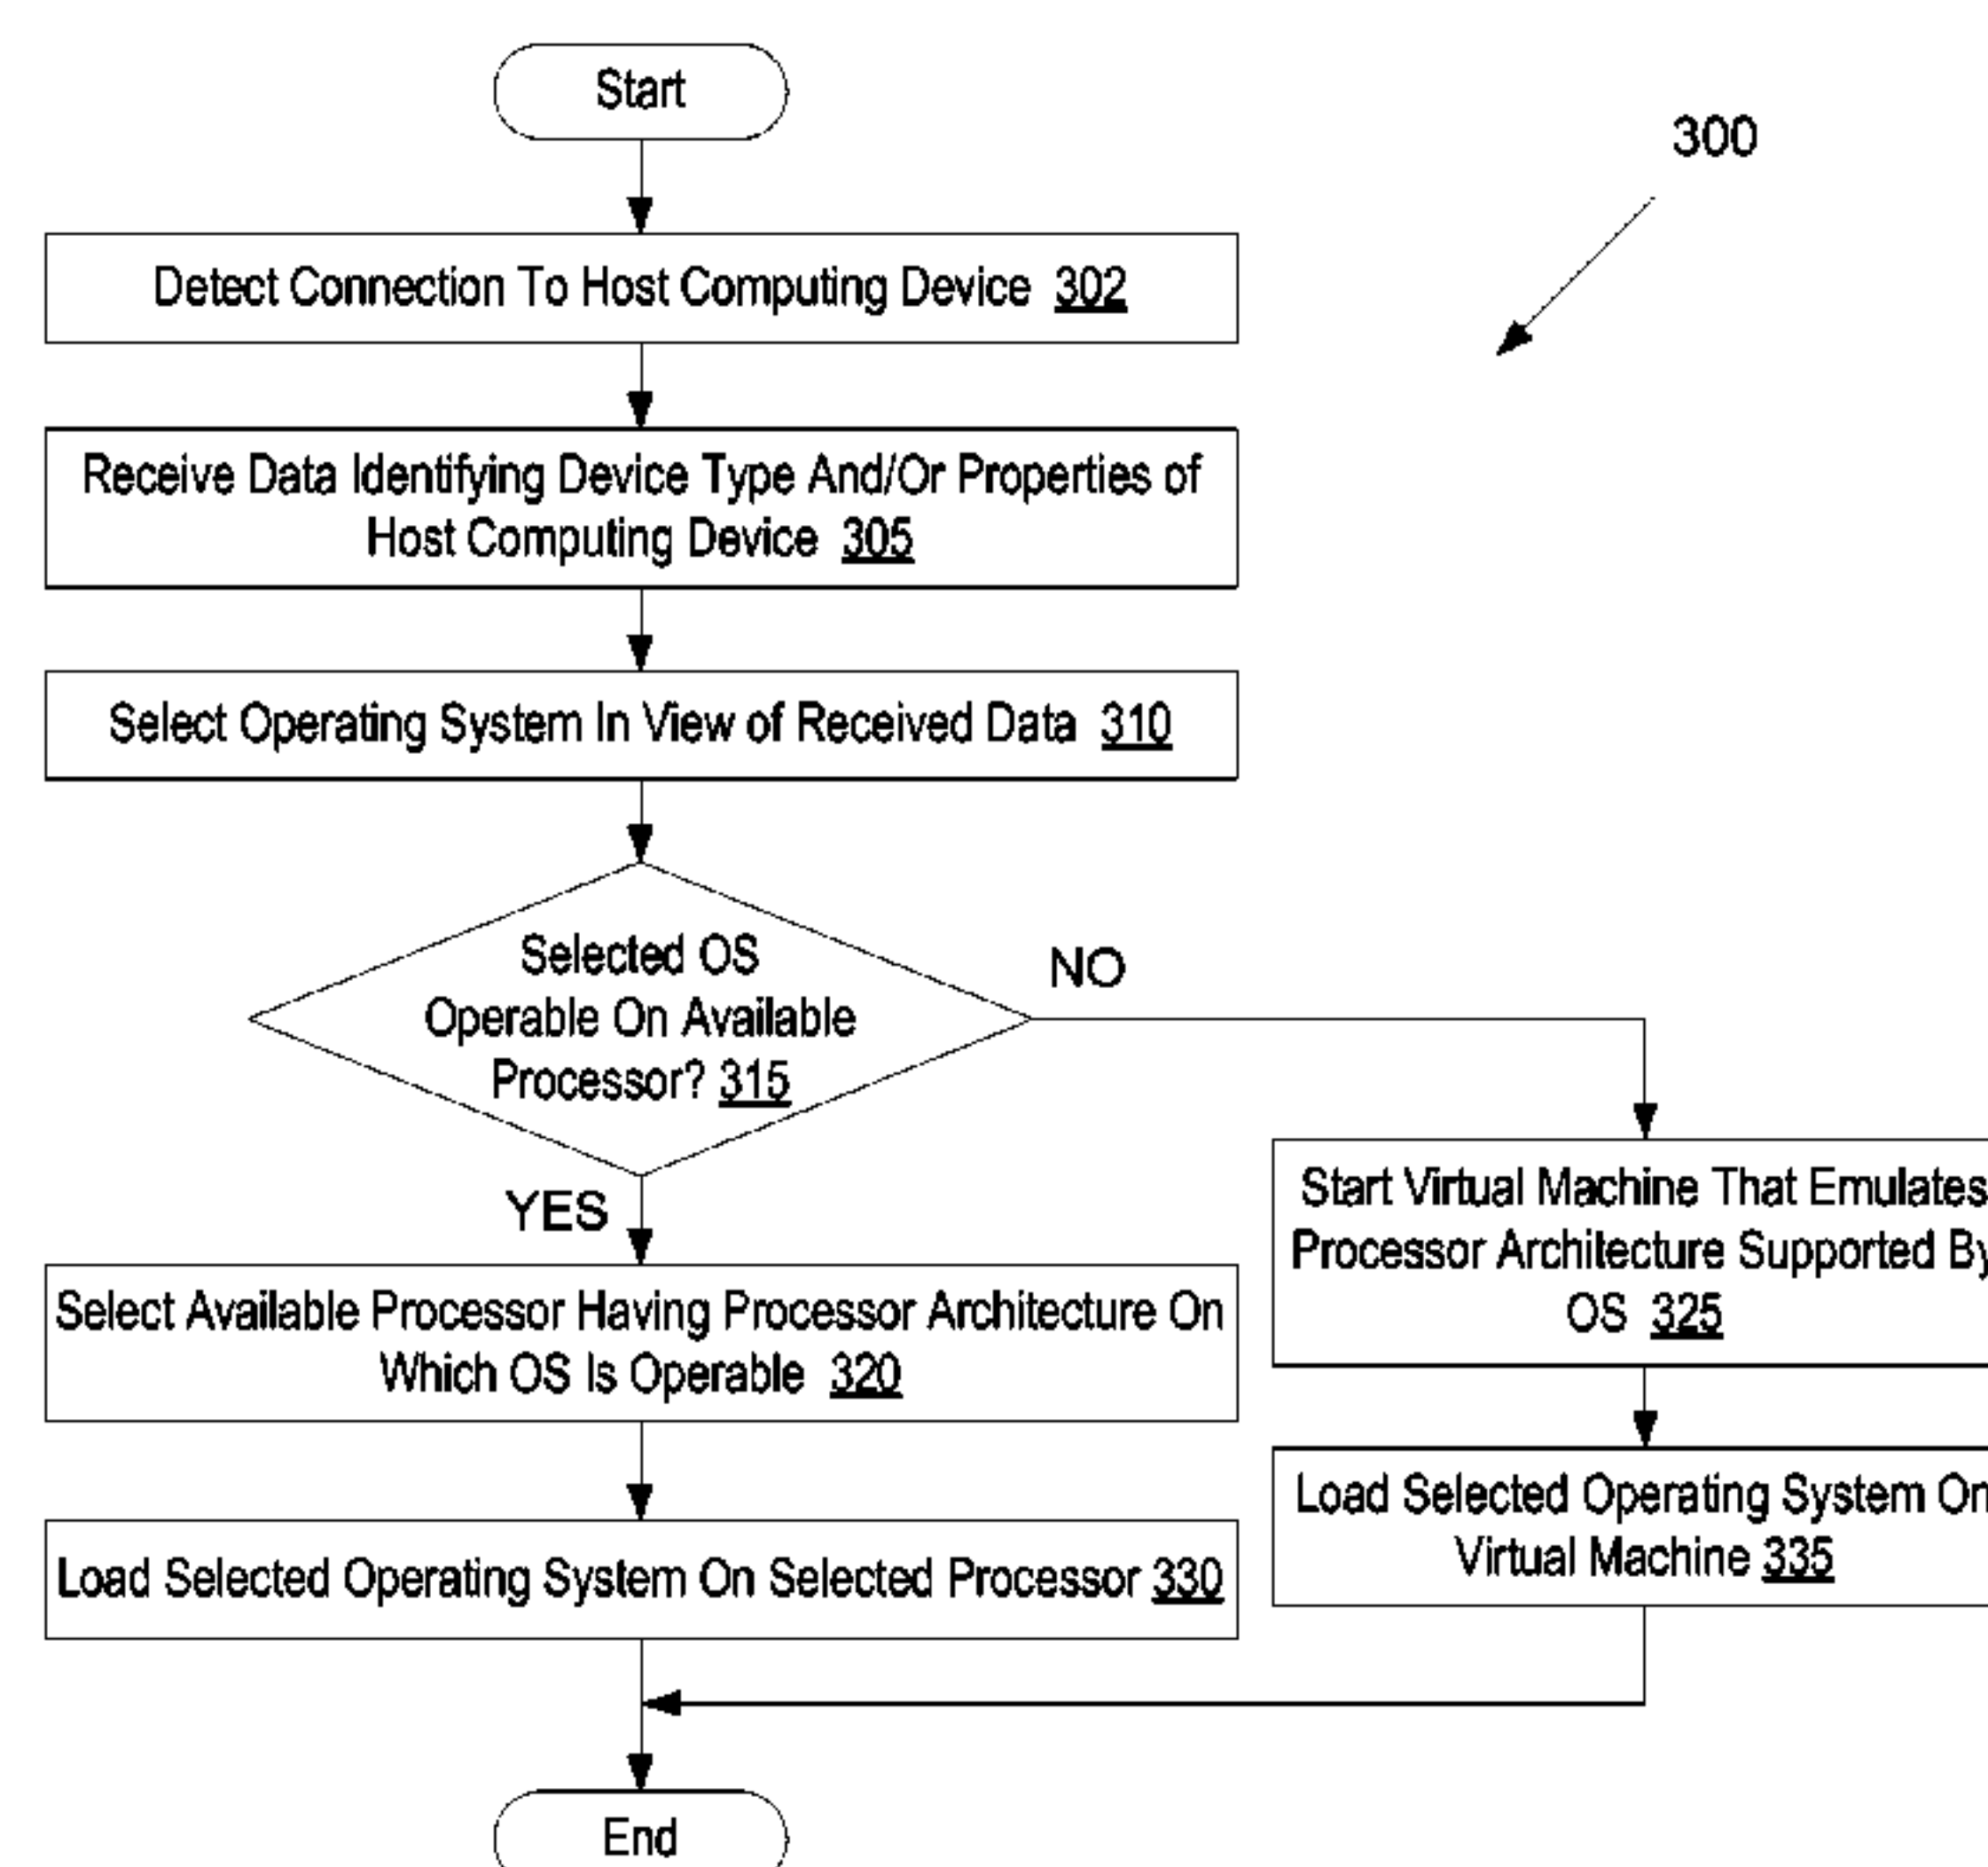 Start
300
Detect Connection To Host Computing Device 302
Receive Data Identifying Device Type And/Or Properties of
Host Computing Device 305
Select Operating System In View of Received Data 310
Selected OS
Operable On Available
Processor? 315
NO
YES
Start Virtual Machine That Emulates
Processor Architecture Supported By
OS 325
Select Available Processor Having Processor Architecture On
Which OS Is Operable 320
Load Selected Operating System On
Virtual Machine 335
Load Selected Operating System On Selected Processor 330
End